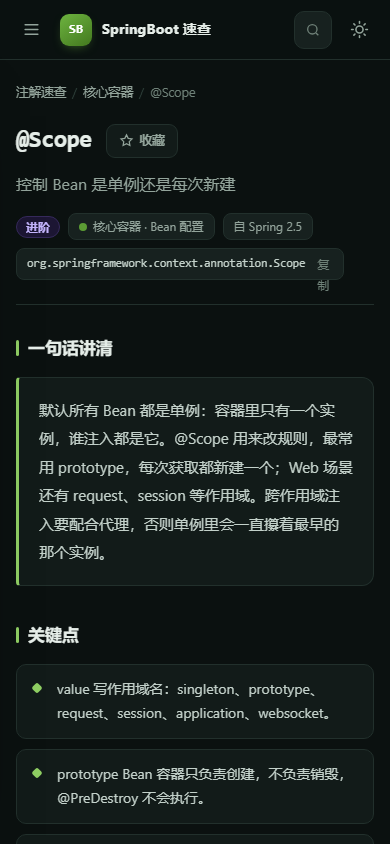 SB SpringBoot 速查
注解速查 / 核心容器 / @Scope
@Scope 收藏
控制 Bean 是单例还是每次新建
进阶 核心容器 · Bean 配置 自 Spring 2.5
org.springframework.context.annotation.Scope 复制
一句话讲清
默认所有 Bean 都是单例：容器里只有一个实
例，谁注入都是它。@Scope 用来改规则，最常
用 prototype，每次获取都新建一个；Web 场景
还有 request、session 等作用域。跨作用域注
入要配合代理，否则单例里会一直攥着最早的
那个实例。
关键点
value 写作用域名：singleton、prototype、
request、session、application、websocket。
prototype Bean 容器只负责创建，不负责销毁，
@PreDestroy 不会执行。